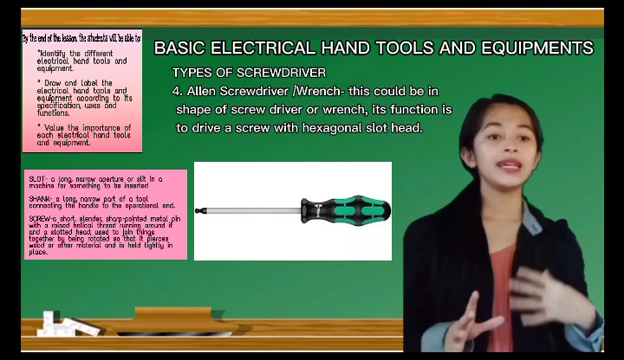 By the end of the lesson, the students will be able to:
*Identify the different
electrical hand tools and
equipment.
* Draw and label the
electrical hand tools and
equipment according to its
specification, uses and
functions.
* Value the importance of
each electrical hand tools
and equipment.
BASIC ELECTRICAL HAND TOOLS AND EQUIPMENTS
TYPES OF SCREWDRIVER
4. Allen Screwdriver /Wrench- this could be in
shape of screw driver or wrench, its function is
to drive a screw with hexagonal slot head.
SLOT- a long, narrow aperture or slit in a
machine for something to be inserted
SHANK- a long, narrow part of a tool
connecting the handle to the operational end.
SCREW-a short, slender, sharp-pointed metal pin
with a raised helical thread running around it
and a slotted head, used to join things
together by being rotated so that it pierces
wood or other material and is held tightly in
place.